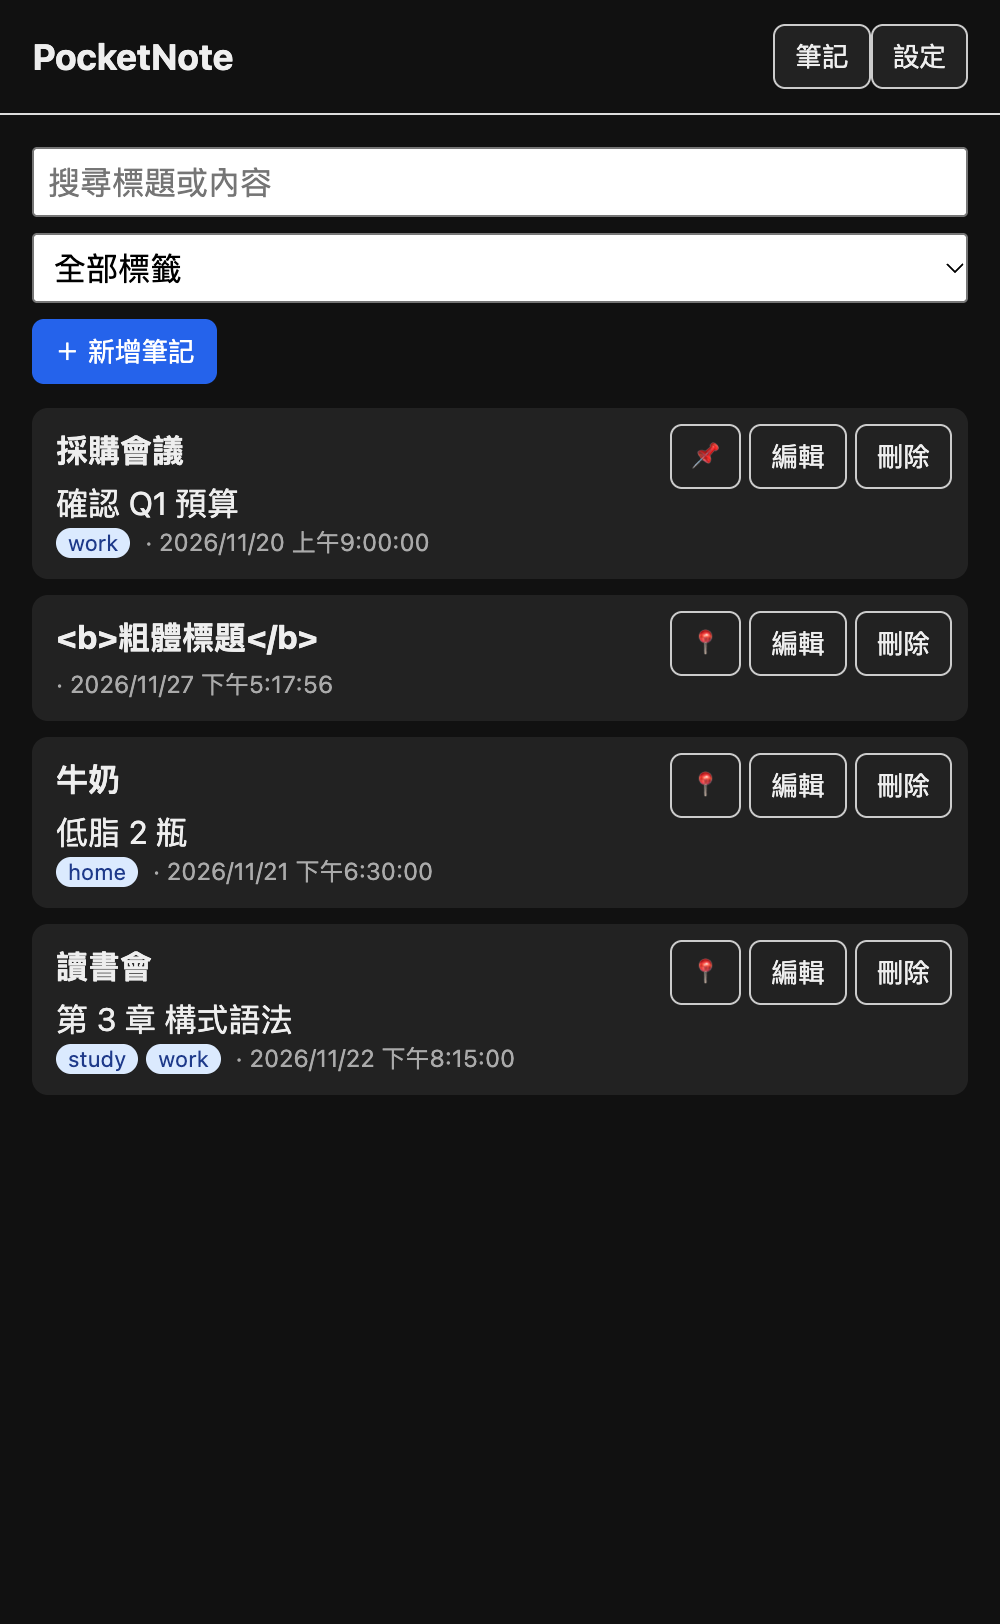 PocketNote
筆記 設定
搜尋標題或內容
全部標籤
＋ 新增筆記
採購會議
📌 編輯 刪除
確認 Q1 預算
work · 2026/11/20 上午9:00:00
<b>粗體標題</b>
📍 編輯 刪除
· 2026/11/27 下午5:17:56
牛奶
📍 編輯 刪除
低脂 2 瓶
home · 2026/11/21 下午6:30:00
讀書會
📍 編輯 刪除
第 3 章 構式語法
study work · 2026/11/22 下午8:15:00